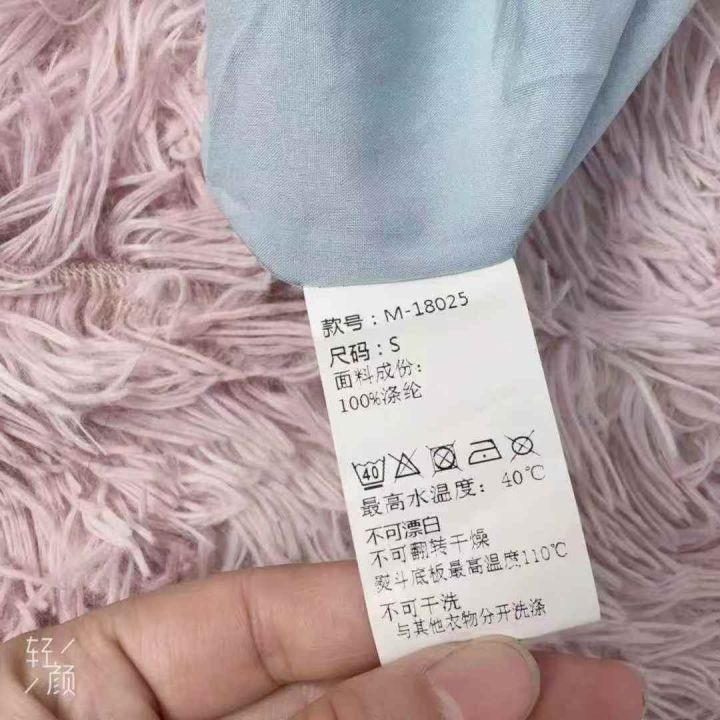 款号：M-18025
尺码：S
面料成份：
100%涤纶
40
最高水温度：40℃
不可漂白
不可翻转干燥
熨斗底板最高温度110℃
不可干洗
与其他衣物分开洗涤
轻
颜